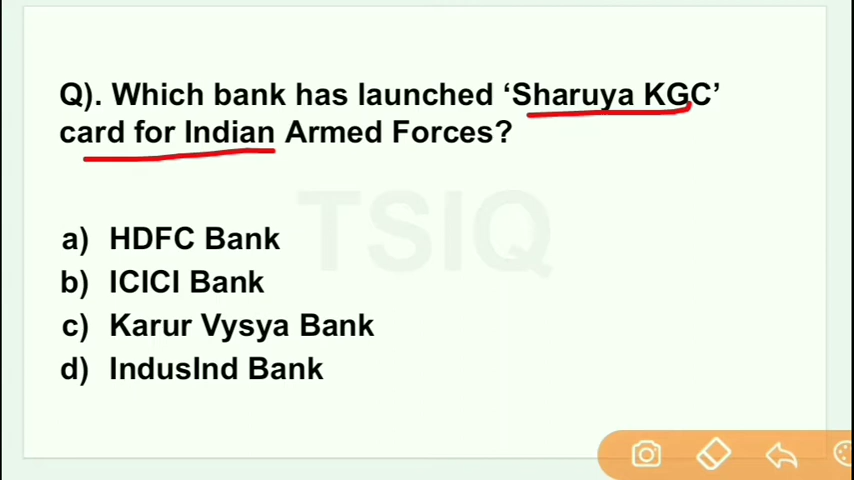 Q). Which bank has launched ‘Sharuya KGC’
card for Indian Armed Forces?
TSIQ
a) HDFC Bank
b) ICICI Bank
c) Karur Vysya Bank
d) IndusInd Bank